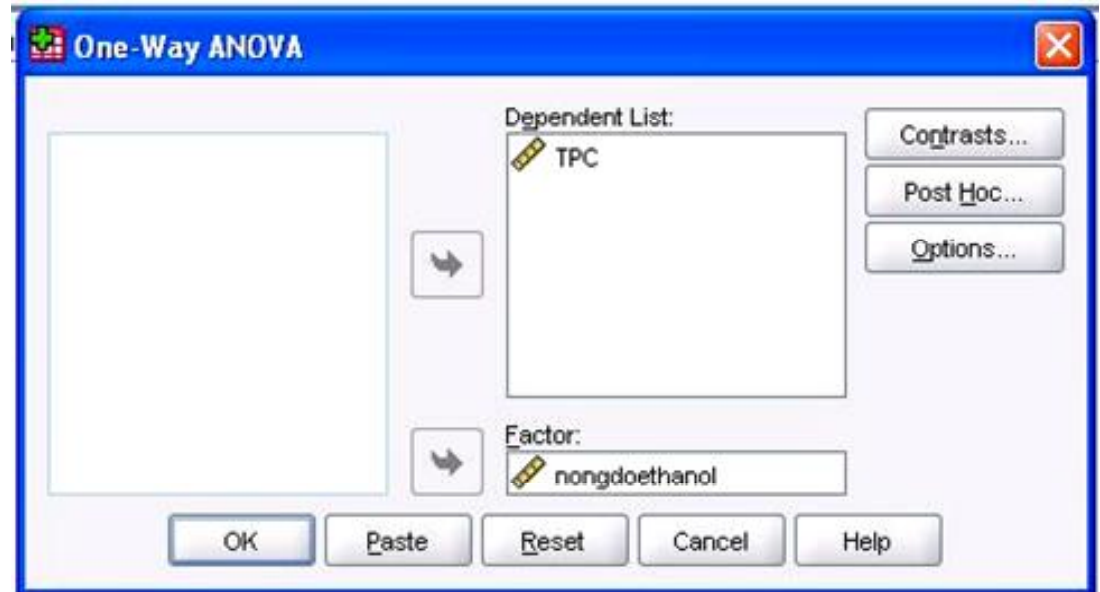 One-Way ANOVA
Dependent List:
TPC
Contrasts...
Post Hoc...
Options...
Factor:
nongdoethanol
OK
Paste
Reset
Cancel
Help